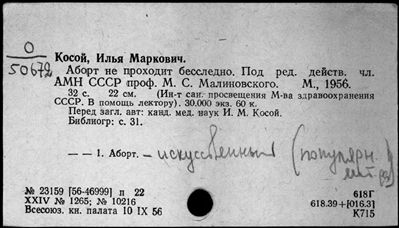 О
50672
Косой, Илья Маркович.
Аборт не проходит бесследно. Под ред. действ. чл.
АМН СССР проф. М. С. Малиновского. М., 1956.
32 с. 22 см. (Ин-т сан. просвещения М-ва здравоохранения
СССР. В помощь лектору). 30.000 экз. 60 к.
Перед загл. авт: канд. мед. наук И. М. Косой.
Библиогр: с. 31.
— — 1. Аборт. — искусственный (популярн.
лит-ра)
№ 23159 [56-46999] п 22
618Г
XXIV № 1265; № 10216
618.39+[016.3]
Всесоюз. кн. палата 10 IX 56
К715